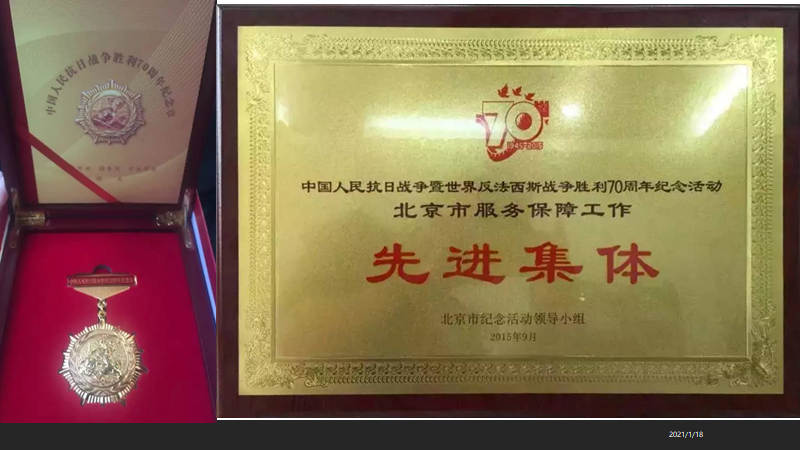 中国人民抗日战争胜利70周年纪念章
70
1945-2015
中国人民抗日战争暨世界反法西斯战争胜利70周年纪念活动
北京市服务保障工作
先进集体
北京市纪念活动领导小组
2015年9月
2021/1/18